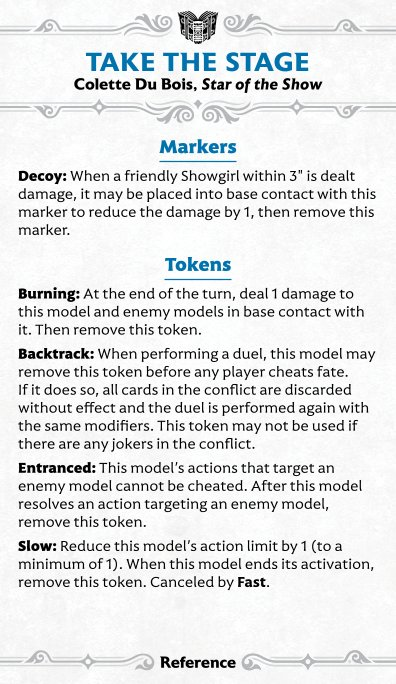 TAKE THE STAGE
Colette Du Bois, Star of the Show
Markers
Decoy: When a friendly Showgirl within 3" is dealt
damage, it may be placed into base contact with this
marker to reduce the damage by 1, then remove this
marker.
Tokens
Burning: At the end of the turn, deal 1 damage to
this model and enemy models in base contact with
it. Then remove this token.
Backtrack: When performing a duel, this model may
remove this token before any player cheats fate.
If it does so, all cards in the conflict are discarded
without effect and the duel is performed again with
the same modifiers. This token may not be used if
there are any jokers in the conflict.
Entranced: This model's actions that target an
enemy model cannot be cheated. After this model
resolves an action targeting an enemy model,
remove this token.
Slow: Reduce this model's action limit by 1 (to a
minimum of 1). When this model ends its activation,
remove this token. Canceled by Fast.
Reference